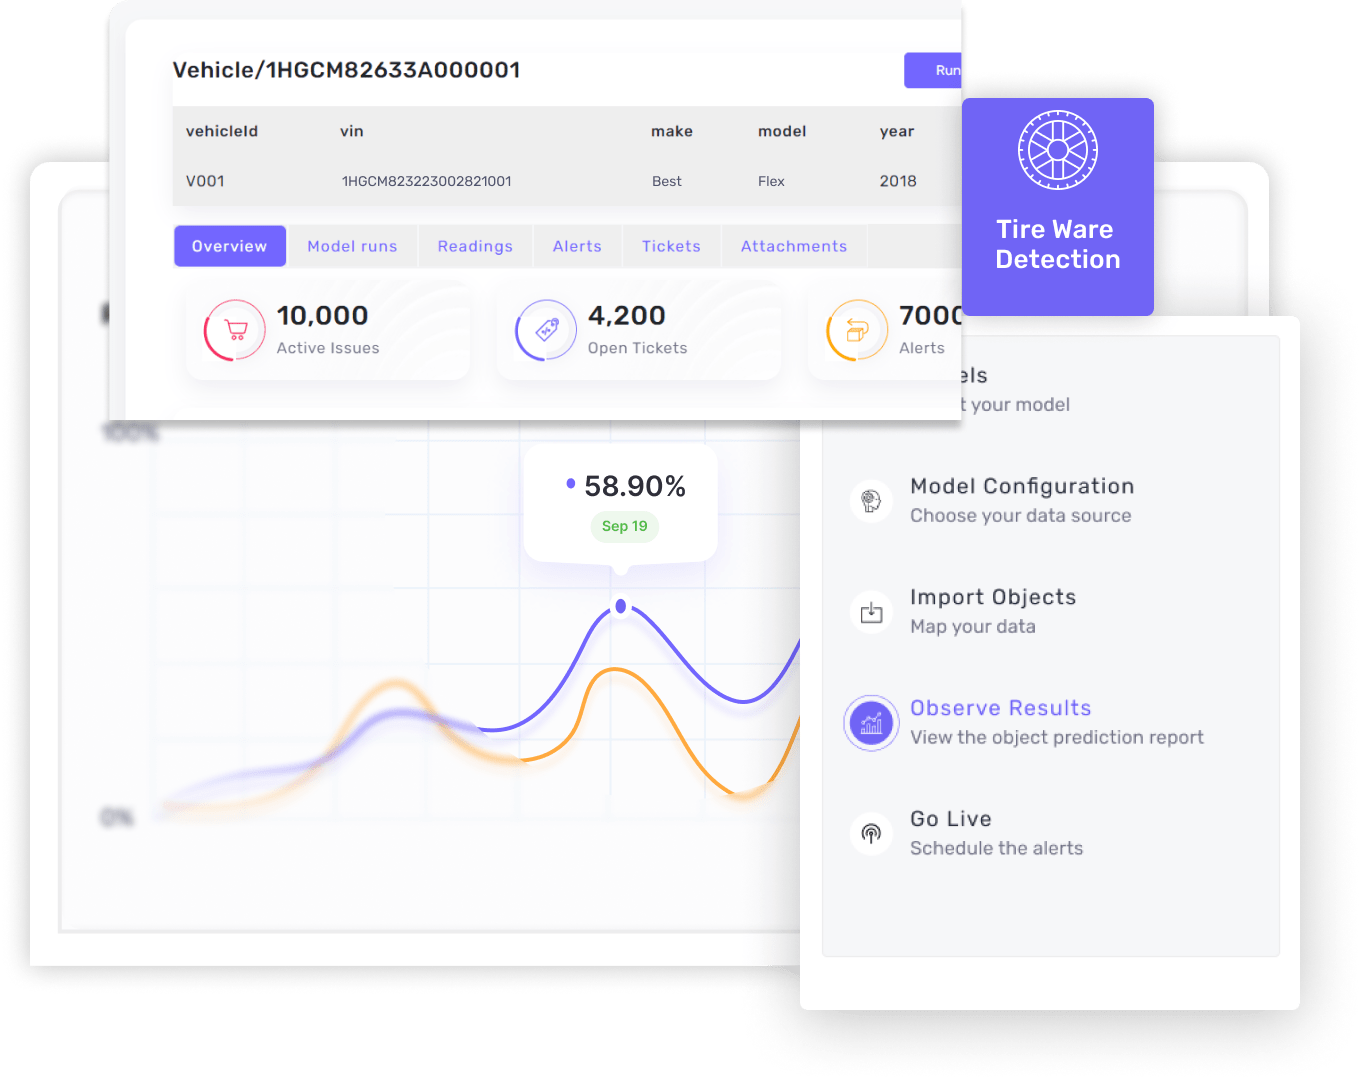 Vehicle/1HGCM82633A000001
Run
vehicleId vin make model year
V001 1HGCM823223002821001 Best Flex 2018
Overview Model runs Readings Alerts Tickets Attachments
10,000
Active Issues
4,200
Open Tickets
7000
Alerts
Tire Ware
Detection
els
t your model
Model Configuration
Choose your data source
Import Objects
Map your data
Observe Results
View the object prediction report
Go Live
Schedule the alerts
100%
58.90%
Sep 19
0%